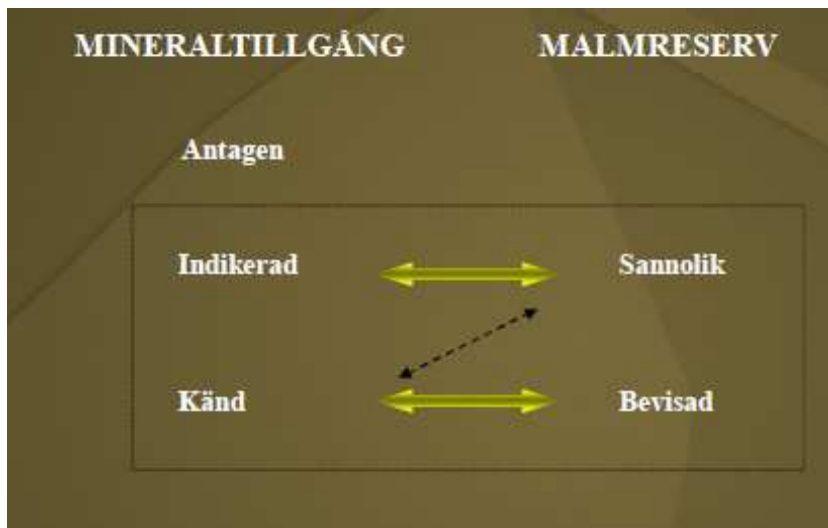 MINERALTILLGÅNG MALMRESERV
Antagen
Indikerad Sannolik
Känd Bevisad